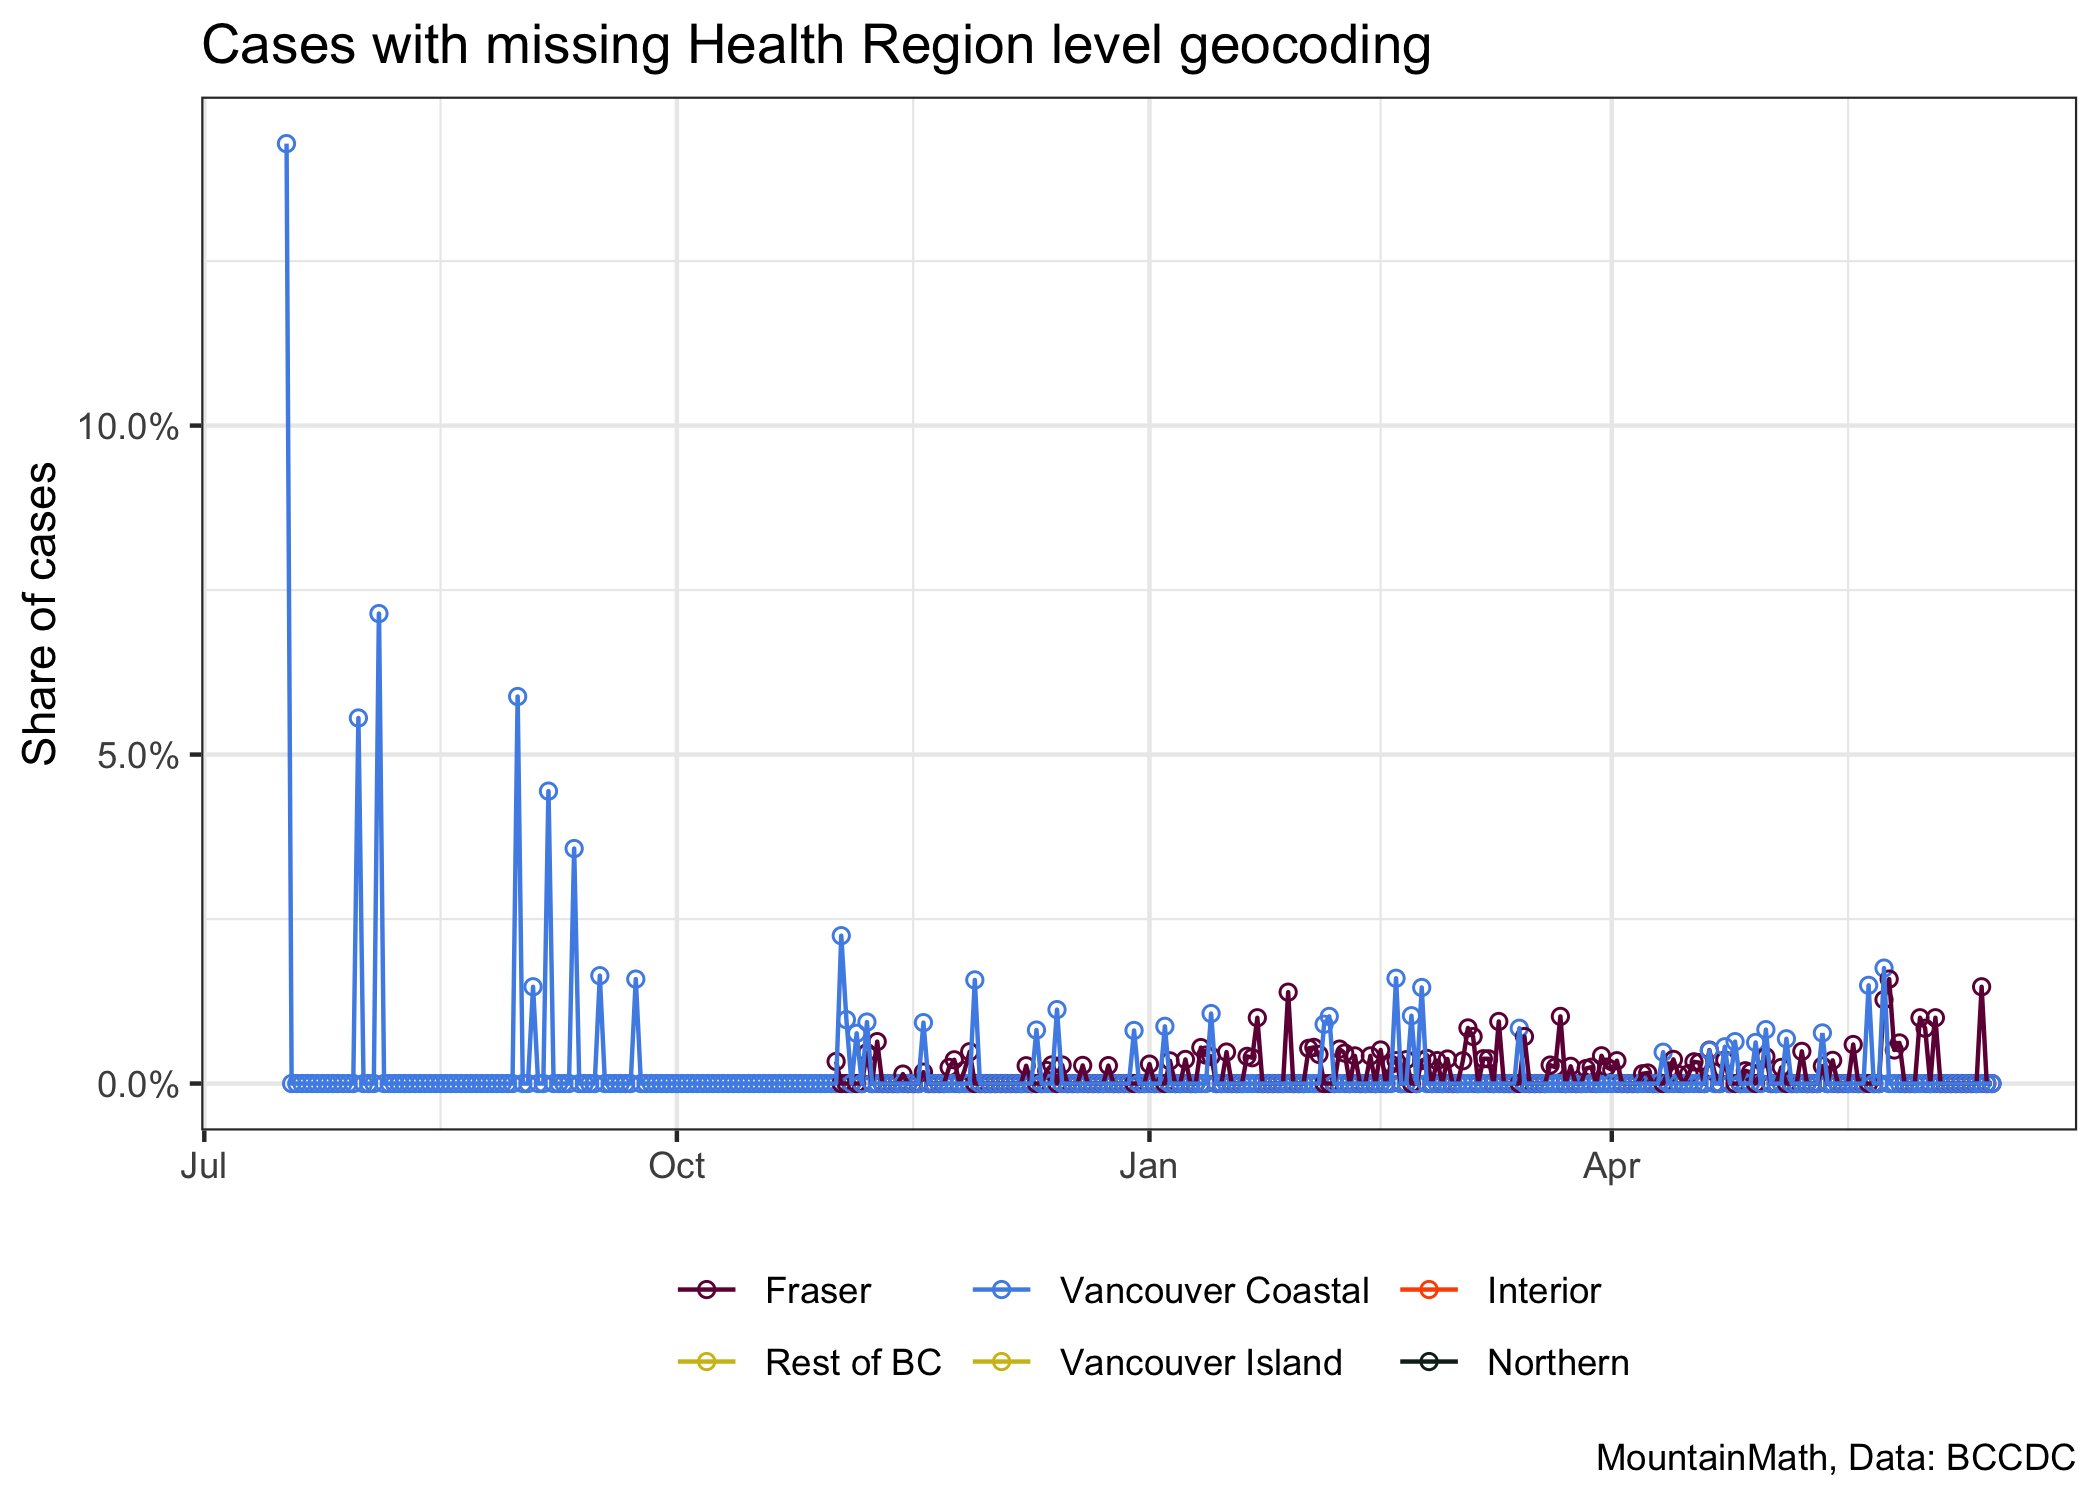 Cases with missing Health Region level geocoding
Share of cases
10.0%
5.0%
0.0%
Jul Oct Jan Apr
Fraser Vancouver Coastal Interior
Rest of BC Vancouver Island Northern
MountainMath, Data: BCCDC